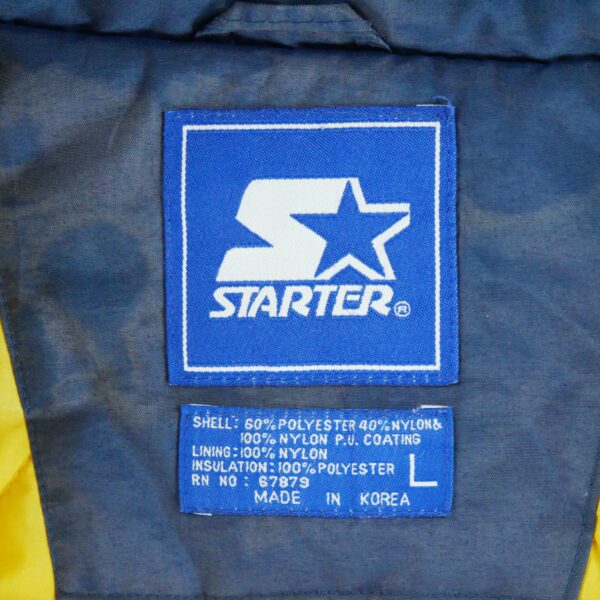 STARTER®
SHELL: 60% POLYESTER 40% NYLON &
100% NYLON P.U. COATING
LINING: 100% NYLON
INSULATION: 100% POLYESTER
RN NO: 67879
L
MADE IN KOREA